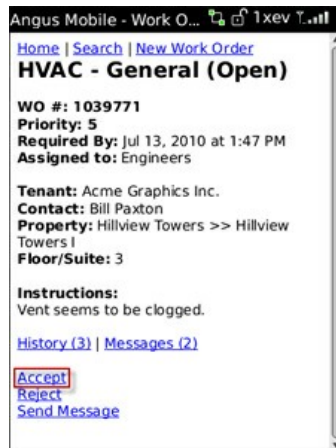 Angus Mobile - Work O... 1xev
Home | Search | New Work Order
HVAC - General (Open)
WO #: 1039771
Priority: 5
Required By: Jul 13, 2010 at 1:47 PM
Assigned to: Engineers
Tenant: Acme Graphics Inc.
Contact: Bill Paxton
Property: Hillview Towers >> Hillview
Towers I
Floor/Suite: 3
Instructions:
Vent seems to be clogged.
History (3) | Messages (2)
Accept
Reject
Send Message